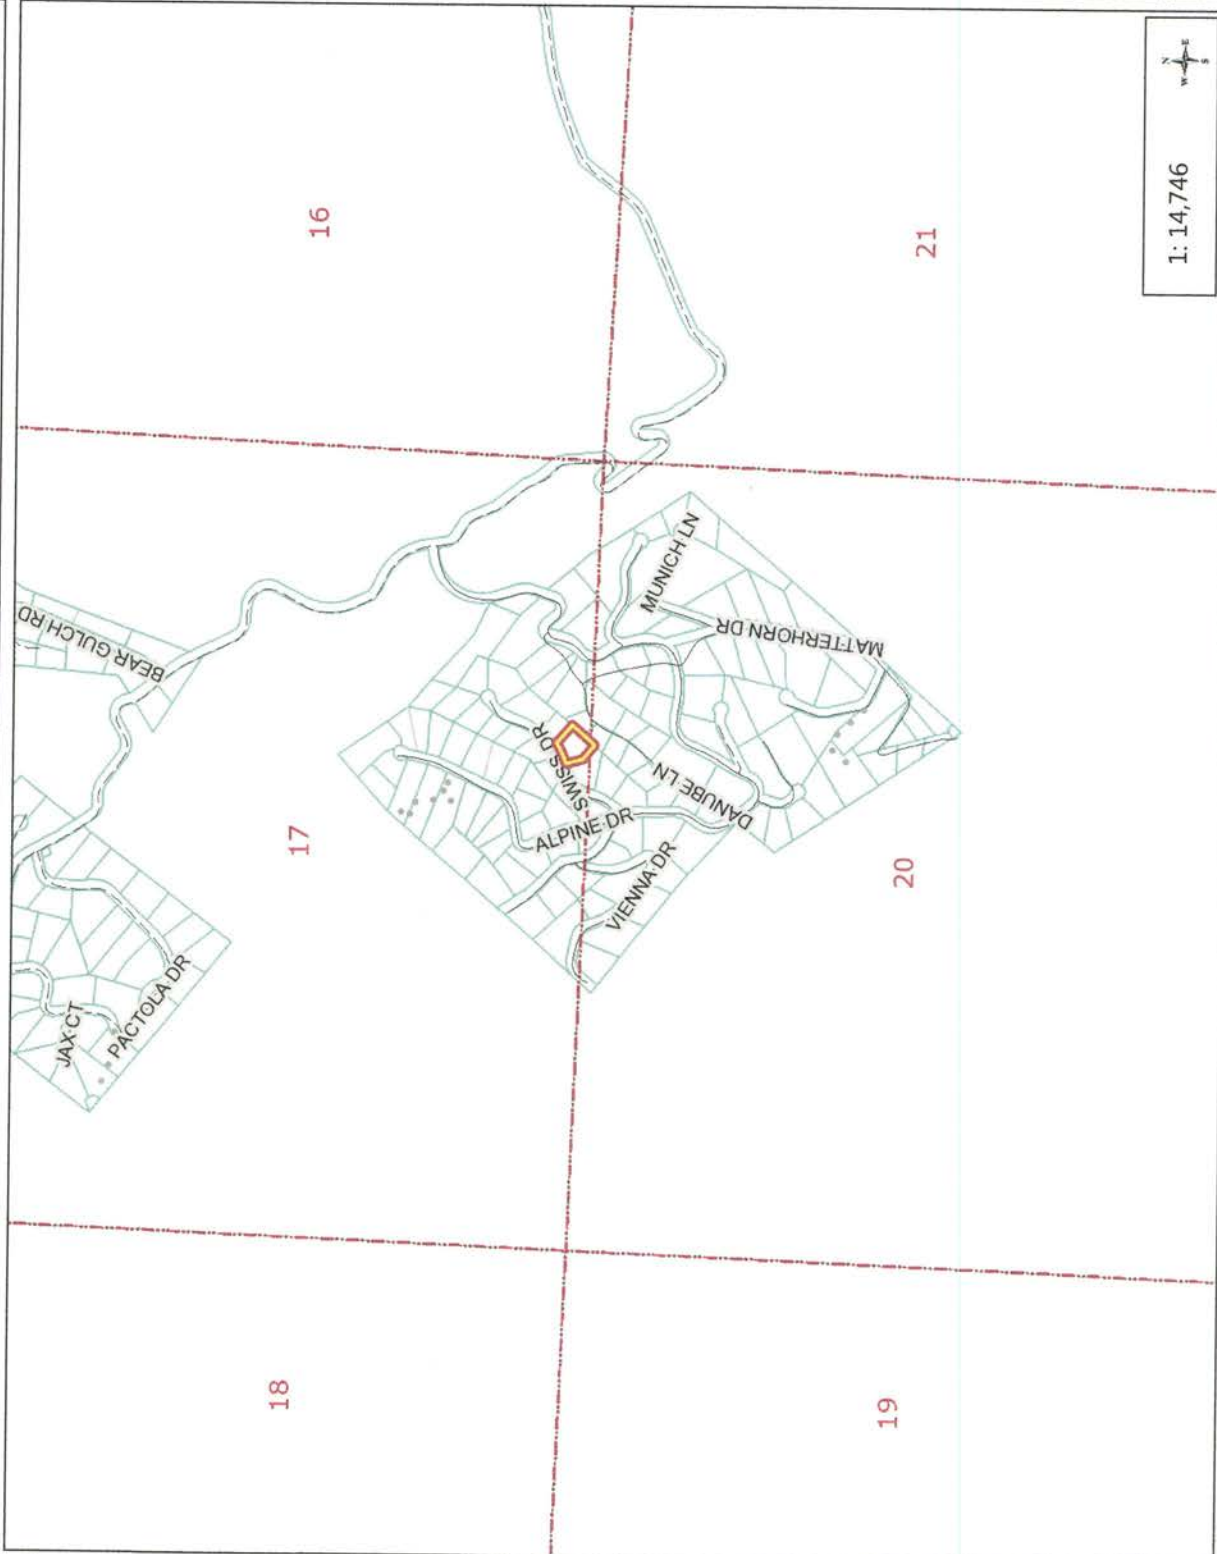 16
BEAR GULCH RD
17
JAX CT
PACTOLA DR
SWISS DR
ALPINE DR
VIENNA DR
DANUBE LN
MUNICH LN
MATTERHORN DR
18
19
20
21
1: 14,746
N
W
E
S